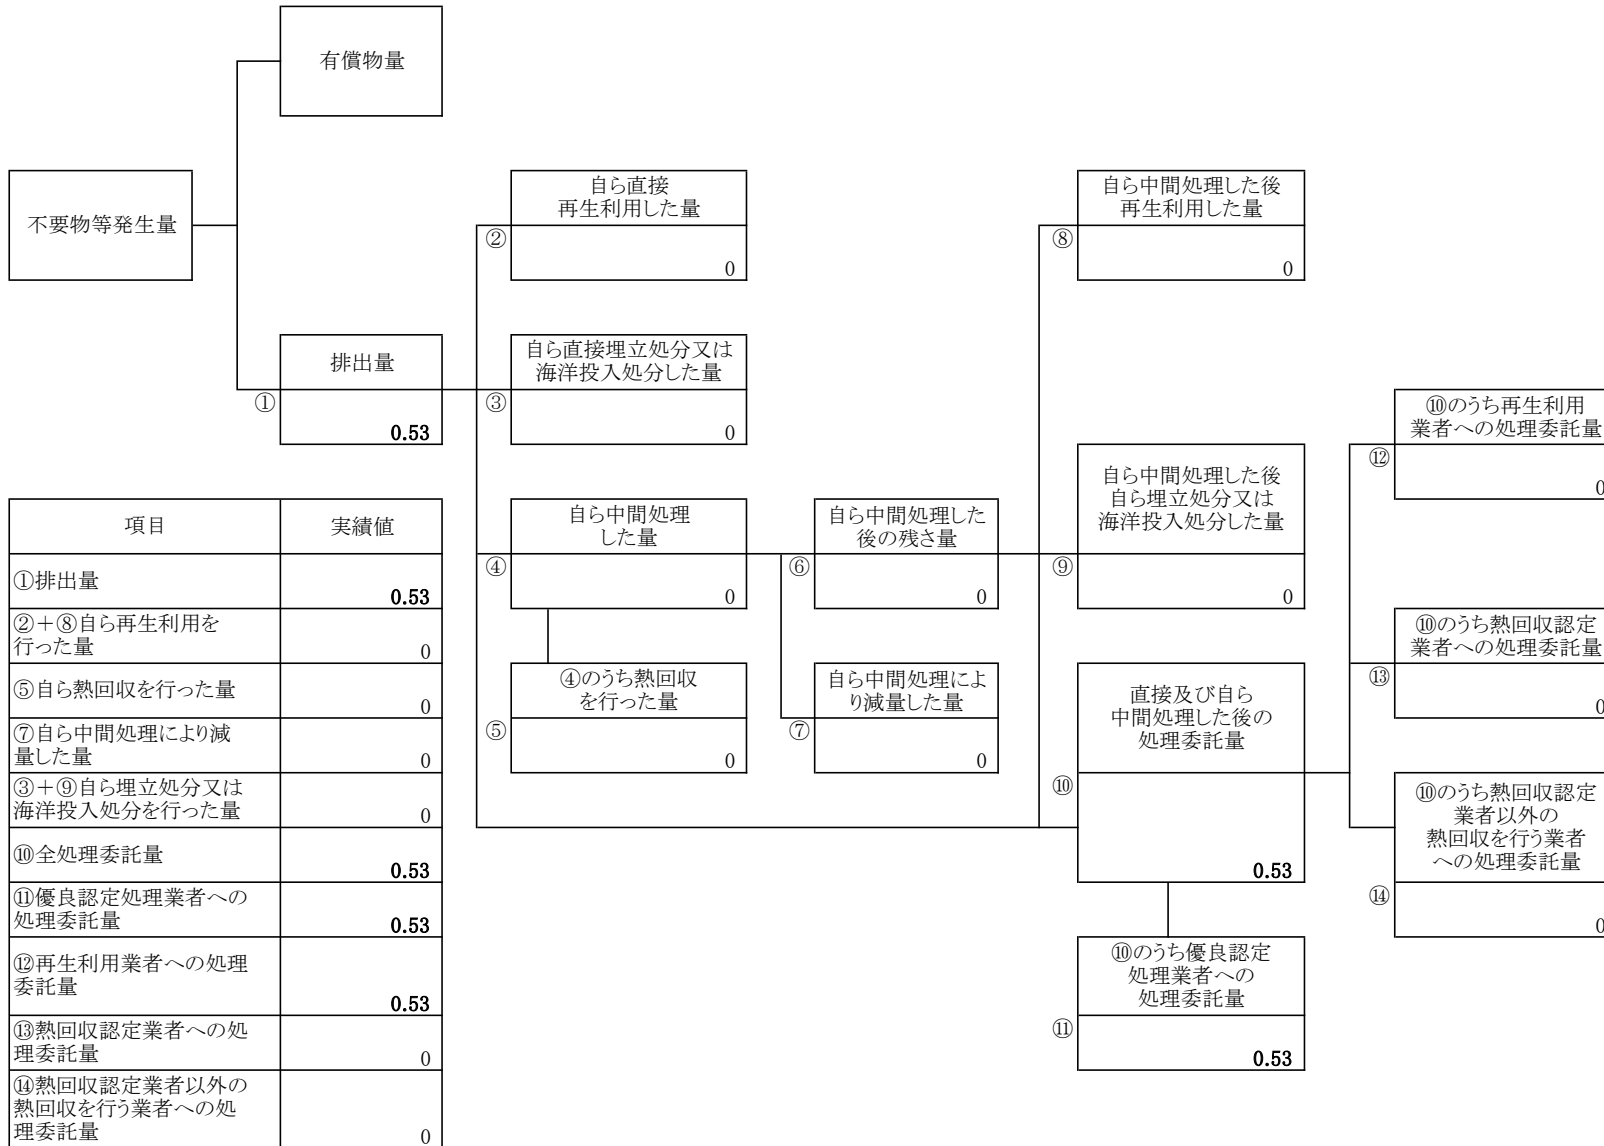 有償物量
不要物等発生量
自ら直接
再生利用した量
②
0
自ら中間処理した後
再生利用した量
⑧
0
排出量
①
0.53
自ら直接埋立処分又は
海洋投入処分した量
③
0
⑩のうち再生利用
業者への処理委託量
⑫
0
自ら中間処理
した量
④
0
自ら中間処理した
後の残さ量
⑥
0
自ら中間処理した後
自ら埋立処分又は
海洋投入処分した量
⑨
0
⑩のうち熱回収認定
業者への処理委託量
⑬
0
④のうち熱回収
を行った量
⑤
0
自ら中間処理によ
り減量した量
⑦
0
直接及び自ら
中間処理した後の
処理委託量
⑩
0.53
⑩のうち熱回収認定
業者以外の
熱回収を行う業者
への処理委託量
⑭
0
⑩のうち優良認定
処理業者への
処理委託量
⑪
0.53
項目 実績値
①排出量
0.53
②＋⑧自ら再生利用を
行った量
0
⑤自ら熱回収を行った量
0
⑦自ら中間処理により減
量した量
0
③＋⑨自ら埋立処分又は
海洋投入処分を行った量
0
⑩全処理委託量
0.53
⑪優良認定処理業者への
処理委託量
0.53
⑫再生利用業者への処理
委託量
0.53
⑬熱回収認定業者への処
理委託量
0
⑭熱回収認定業者以外の
熱回収を行う業者への処
理委託量
0